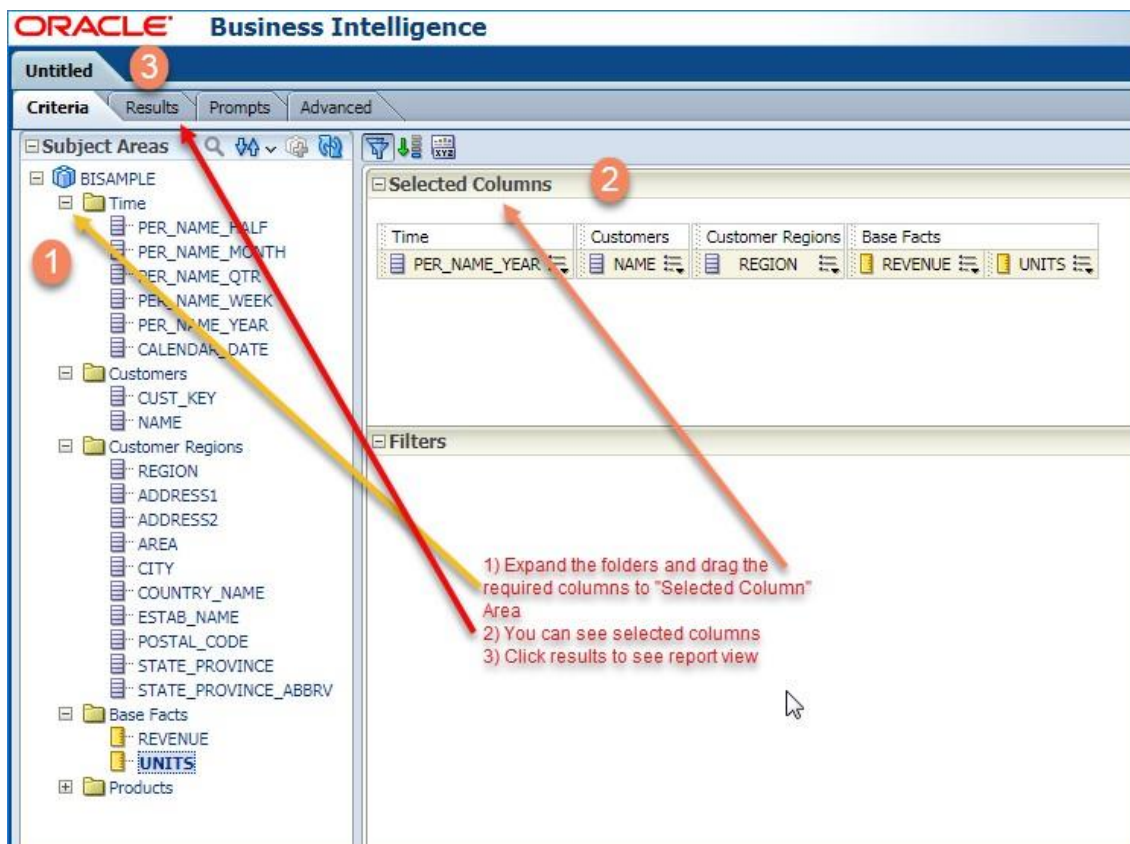 ORACLE Business Intelligence
Untitled
3
Criteria Results Prompts Advanced
Subject Areas
BISAMPLE
Time
PER_NAME_HALF
PER_NAME_MONTH
PER_NAME_QTR
PER_NAME_WEEK
PER_NAME_YEAR
CALENDAR_DATE
Customers
CUST_KEY
NAME
Customer Regions
REGION
ADDRESS1
ADDRESS2
AREA
CITY
COUNTRY_NAME
ESTAB_NAME
POSTAL_CODE
STATE_PROVINCE
STATE_PROVINCE_ABBRV
Base Facts
REVENUE
UNITS
Products
1
XYZ
Selected Columns
2
Time Customers Customer Regions Base Facts
PER_NAME_YEAR NAME REGION REVENUE UNITS
Filters
1) Expand the folders and drag the
required columns to "Selected Column"
Area
2) You can see selected columns
3) Click results to see report view